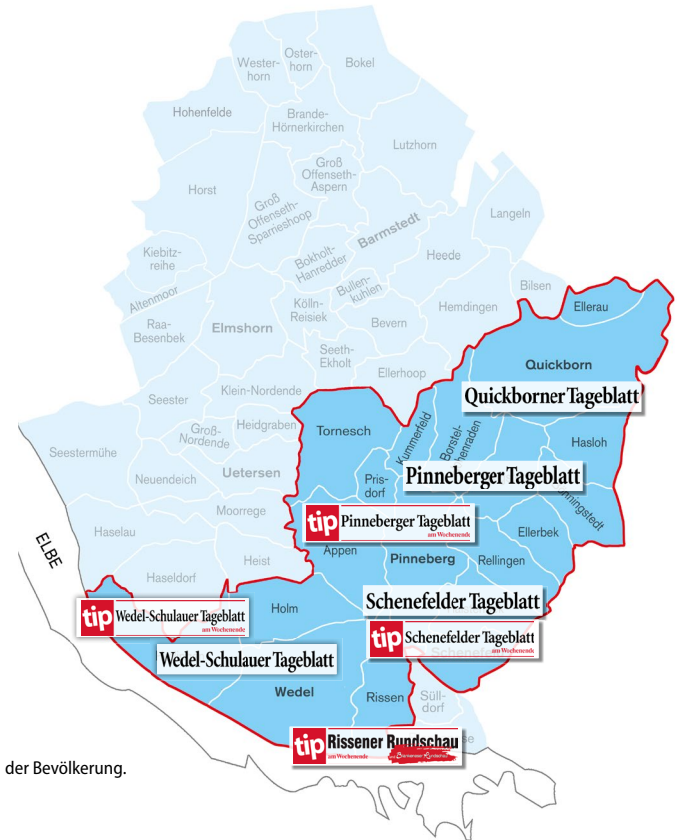 Wester-
horn
Oster-
horn
Bokel
Hohenfelde
Brande-
Hörnerkirchen
Lutzhorn
Groß
Offenseth-
Aspern
Horst
Groß
Offenseth-
Sparrieshoop
Langeln
Barmstedt
Kiebitz-
reihe
Bokholt-
Hanredder
Heede
Bullen-
kuhlen
Bilsen
Altenmoor
Kölln-
Reisiek
Hemdingen
Ellerau
Raa-
Besenbek
Elmshorn
Bevern
Seeth-
Ekholt
Quickborn
Ellerhoop
Klein-Nordende
Quickborner Tageblatt
Seester
Heidgraben
Tornesch
Kummerfeld
Borstel-
Groß-
Nordende
Hasloh
Seestermühe
Uetersen
Pris-
dorf
Pinneberger Tageblatt
Neuendeich
Moorrege
tip Pinneberger Tageblatt
am Wochenende
Haselau
Ellerbek
ELBE
Appen
Pinneberg
Rellingen
Heist
Haseldorf
Schenefelder Tageblatt
tip Wedel-Schulauer Tageblatt
am Wochenende
Holm
tip Schenefelder Tageblatt
am Wochenende
Wedel-Schulauer Tageblatt
Wedel
Rissen
Süll-
dorf
tip Rissener Rundschau
am Wochenende
der Bevölkerung.